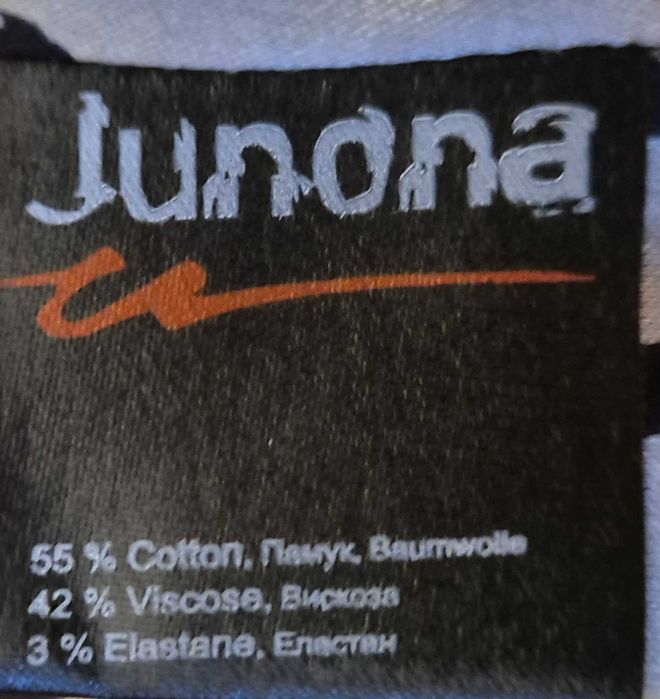 Junona
55 % Cotton, Памук, Baumwolle
42 % Viscose, Вискоза
3 % Elastane, Еластан